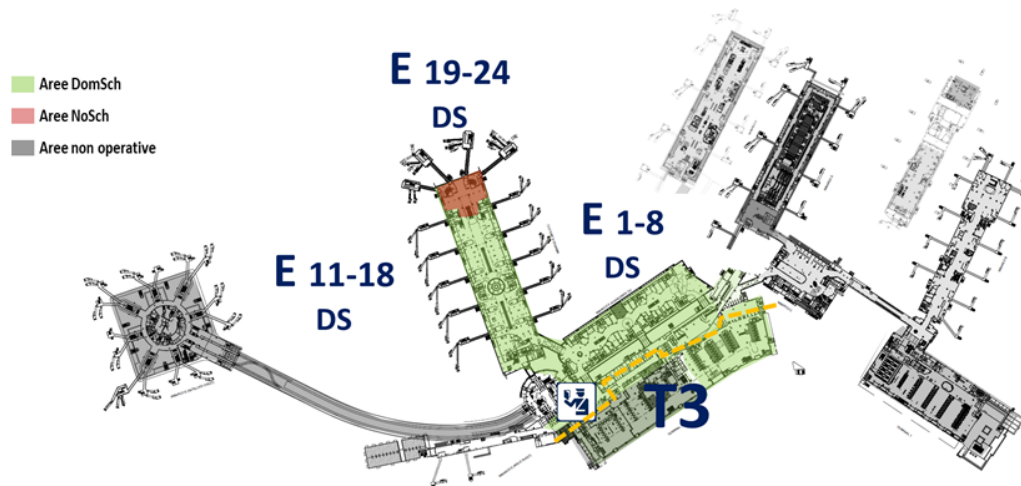 Aree DomSch
Aree NoSch
Aree non operative
E 19-24
DS
E 1-8
DS
E 11-18
DS
T3